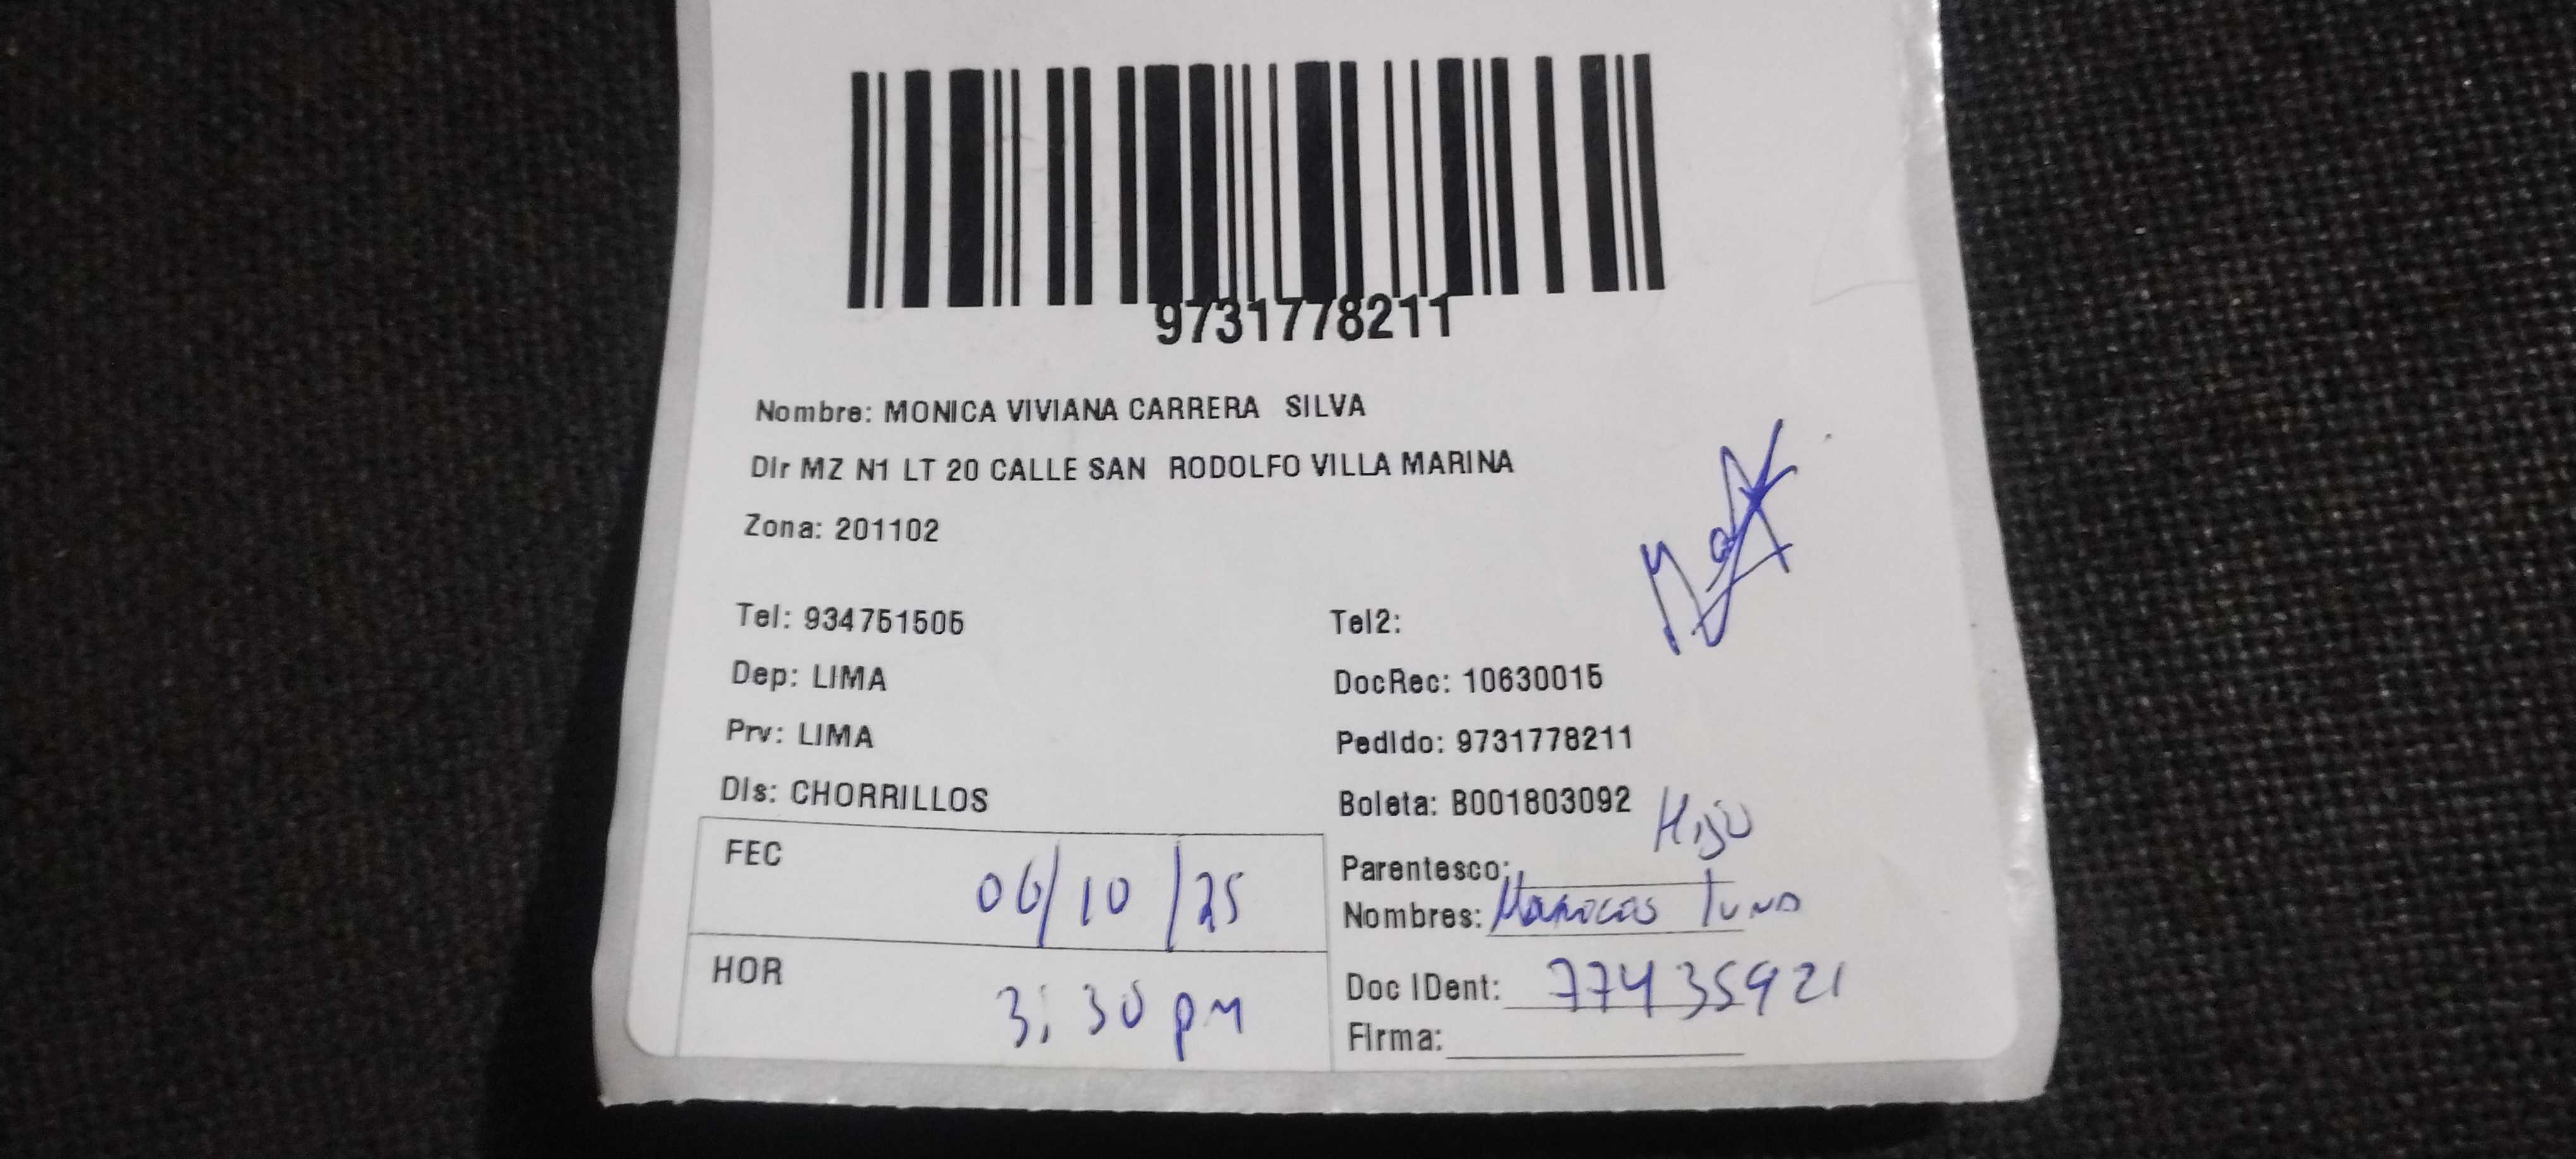 9731778211
Nombre: MONICA VIVIANA CARRERA SILVA
Dir MZ N1 LT 20 CALLE SAN RODOLFO VILLA MARINA
Zona: 201102
Tel: 934751505 Tel2:
Dep: LIMA DocRec: 10630015
Prv: LIMA Pedido: 9731778211
Dis: CHORRILLOS Boleta: B001803092
FEC 06/10/25 Parentesco: Hijo
Nombres:
HOR 3:30 pm Doc IDent: 77435921
Firma: